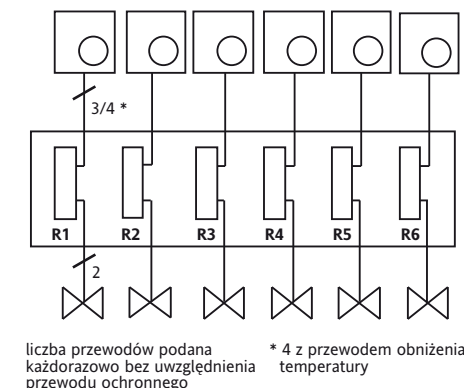 3/4 *
R1 R2 R3 R4 R5 R6
2
liczba przewodów podana
każdorazowo bez uwzględnienia
przewodu ochronnego
* 4 z przewodem obniżenia
temperatury